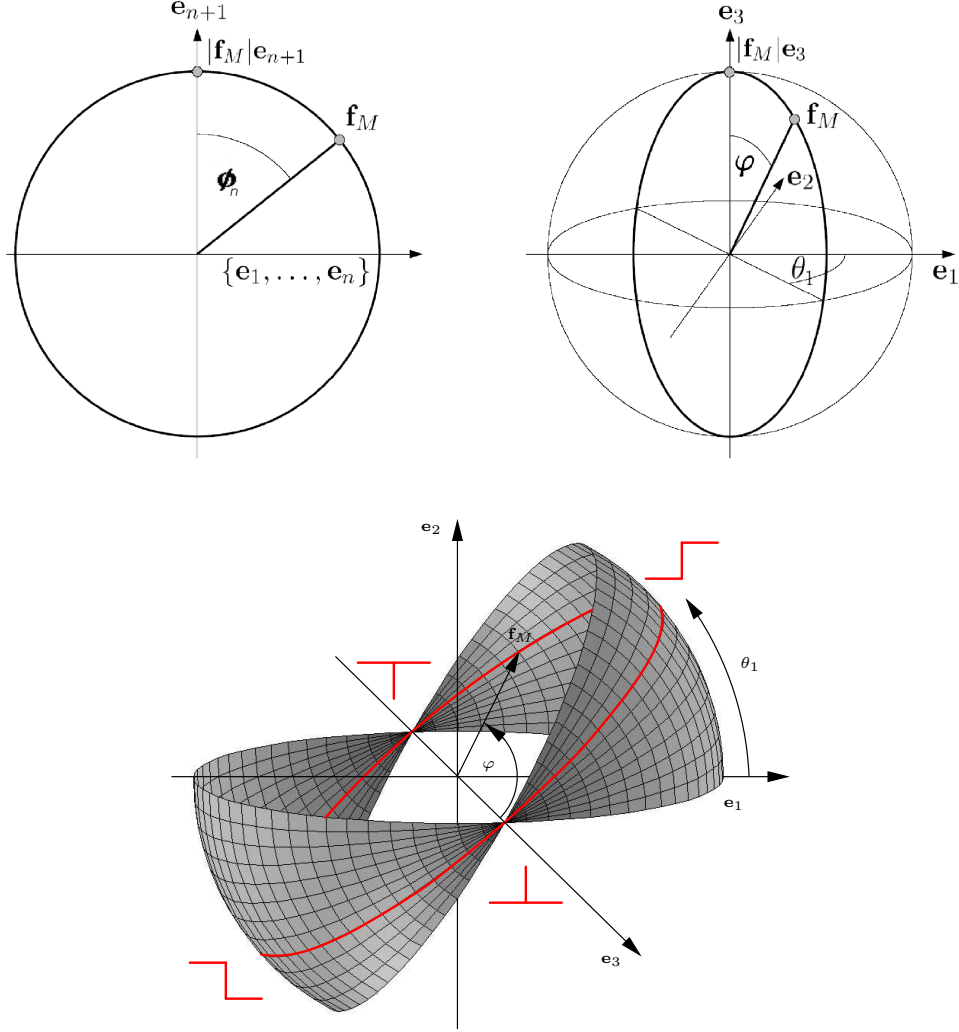 e_{n+1}
|f_M|e_{n+1}
f_M
ϕ_n
{e_1, . . . , e_n}
e_3
|f_M|e_3
f_M
φ
e_2
θ_1
e_1
e_2
f_M
θ_1
φ
e_1
e_3